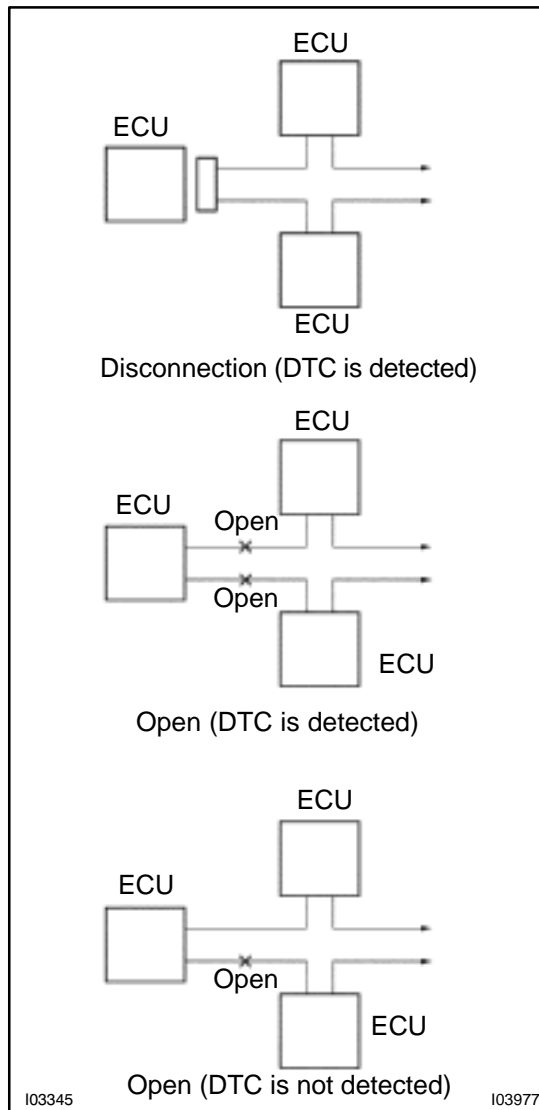 ECU
ECU
ECU
Disconnection (DTC is detected)
ECU
ECU
Open
Open
ECU
Open (DTC is detected)
ECU
ECU
Open
ECU
Open (DTC is not detected)
I03345
I03977